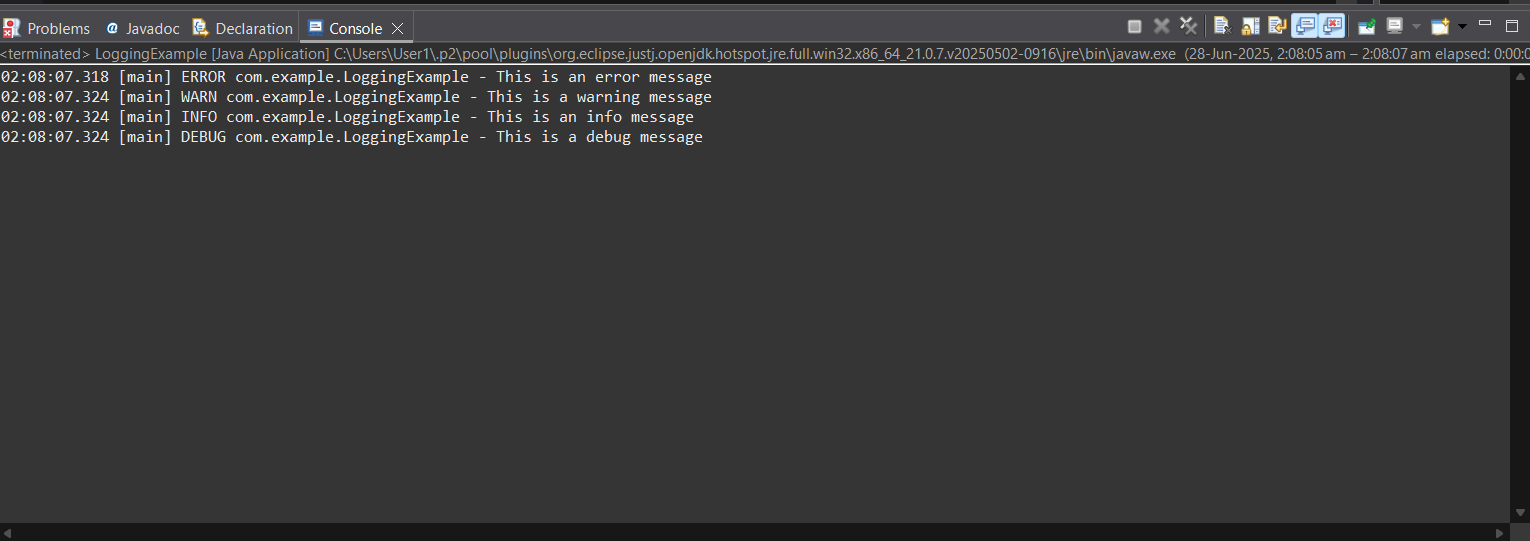 Problems @ Javadoc Declaration Console
<terminated> LoggingExample [Java Application] C:\Users\User1\.p2\pool\plugins\org.eclipse.justj.openjdk.hotspot.jre.full.win32.x86_64_21.0.7.v20250502-0916\jre\bin\javaw.exe (28-Jun-2025, 2:08:05 am – 2:08:07 am elapsed: 0:00:0
02:08:07.318 [main] ERROR com.example.LoggingExample - This is an error message
02:08:07.324 [main] WARN com.example.LoggingExample - This is a warning message
02:08:07.324 [main] INFO com.example.LoggingExample - This is an info message
02:08:07.324 [main] DEBUG com.example.LoggingExample - This is a debug message